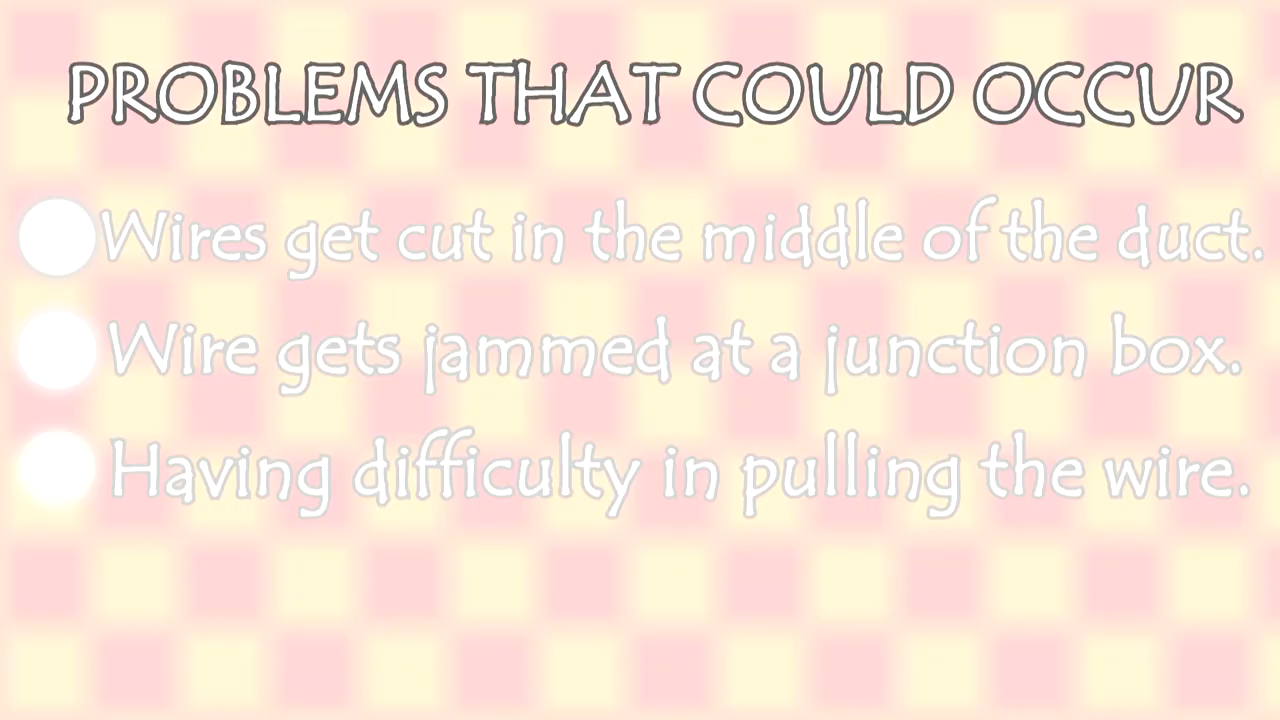 PROBLEMS THAT COULD OCCUR
Wires get cut in the middle of the duct.
Wire gets jammed at a junction box.
Having difficulty in pulling the wire.